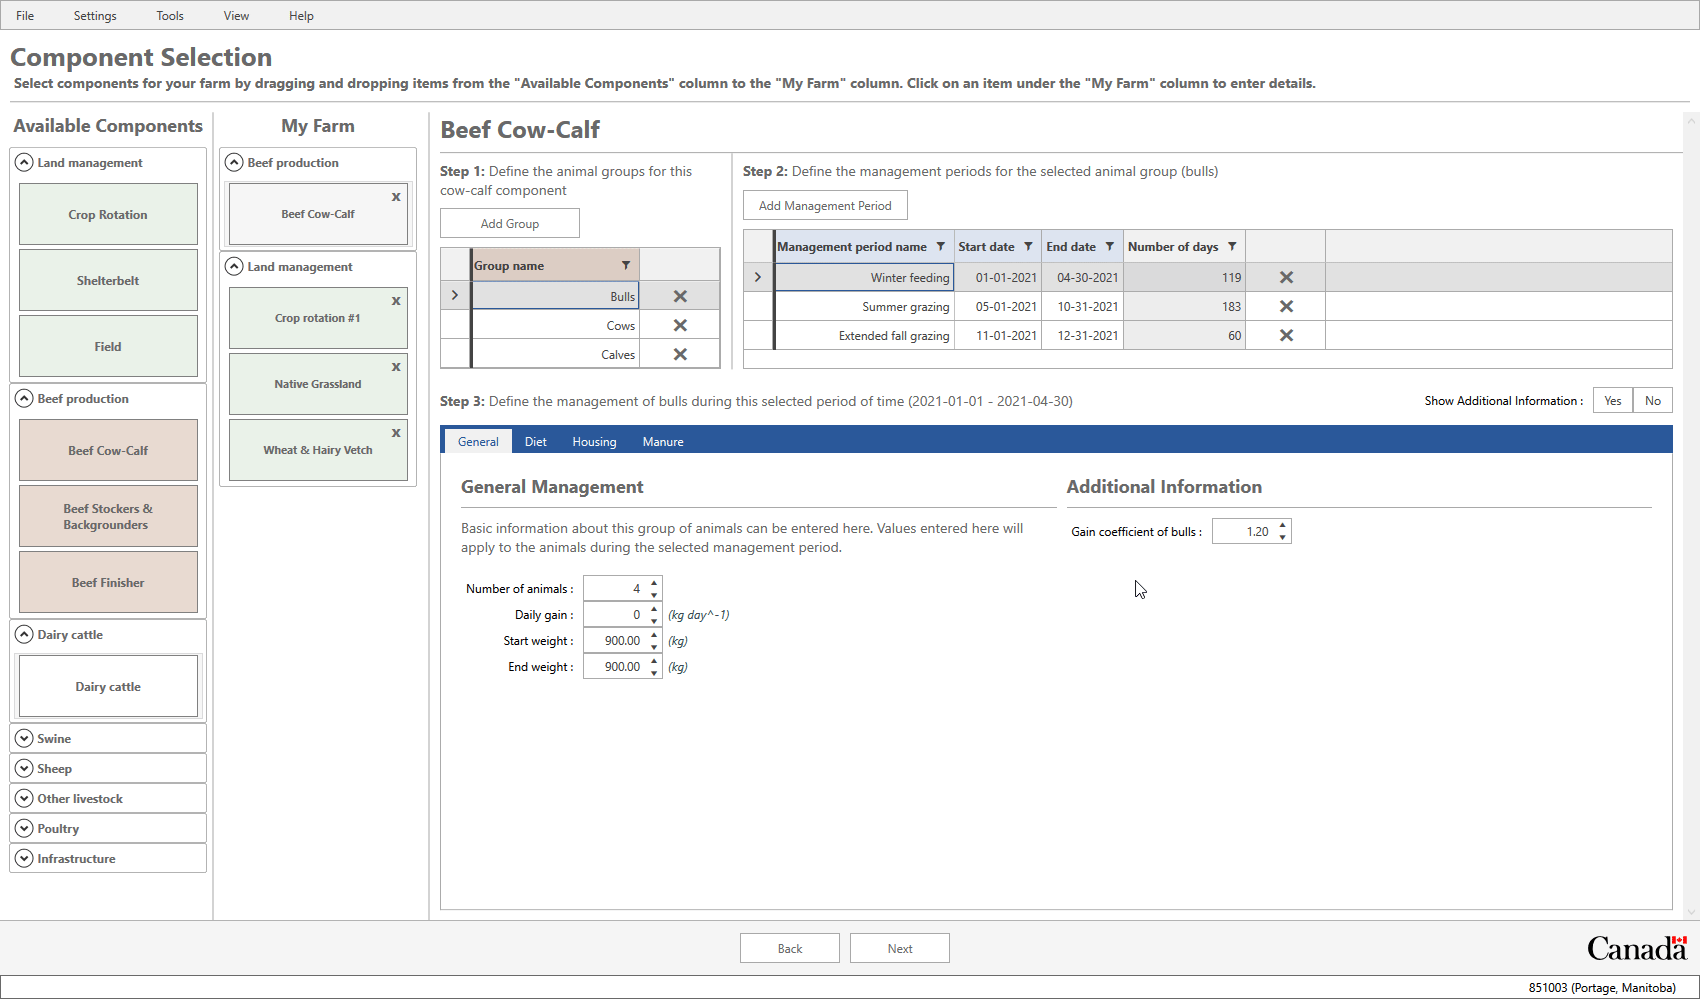 File Settings Tools View Help
Component Selection
Select components for your farm by dragging and dropping items from the "Available Components" column to the "My Farm" column. Click on an item under the "My Farm" column to enter details.
Available Components
Land management
Crop Rotation
Shelterbelt
Field
Beef production
Beef Cow-Calf
Beef Stockers &
Backgrounders
Beef Finisher
Dairy cattle
Dairy cattle
Swine
Sheep
Other livestock
Poultry
Infrastructure
My Farm
Beef production
Beef Cow-Calf x
Land management
Crop rotation #1 x
Native Grassland x
Wheat & Hairy Vetch x
Beef Cow-Calf
Step 1: Define the animal groups for this
cow-calf component
Add Group
Group name
Bulls
Cows
Calves
Step 2: Define the management periods for the selected animal group (bulls)
Add Management Period
Management period name Start date End date Number of days
Winter feeding 01-01-2021 04-30-2021 119
Summer grazing 05-01-2021 10-31-2021 183
Extended fall grazing 11-01-2021 12-31-2021 60
Step 3: Define the management of bulls during this selected period of time (2021-01-01 - 2021-04-30)
Show Additional Information : Yes No
General Diet Housing Manure
General Management
Basic information about this group of animals can be entered here. Values entered here will
apply to the animals during the selected management period.
Number of animals : 4
Daily gain : 0 (kg day^-1)
Start weight : 900.00 (kg)
End weight : 900.00 (kg)
Additional Information
Gain coefficient of bulls : 1.20
Back Next
Canada
851003 (Portage, Manitoba)